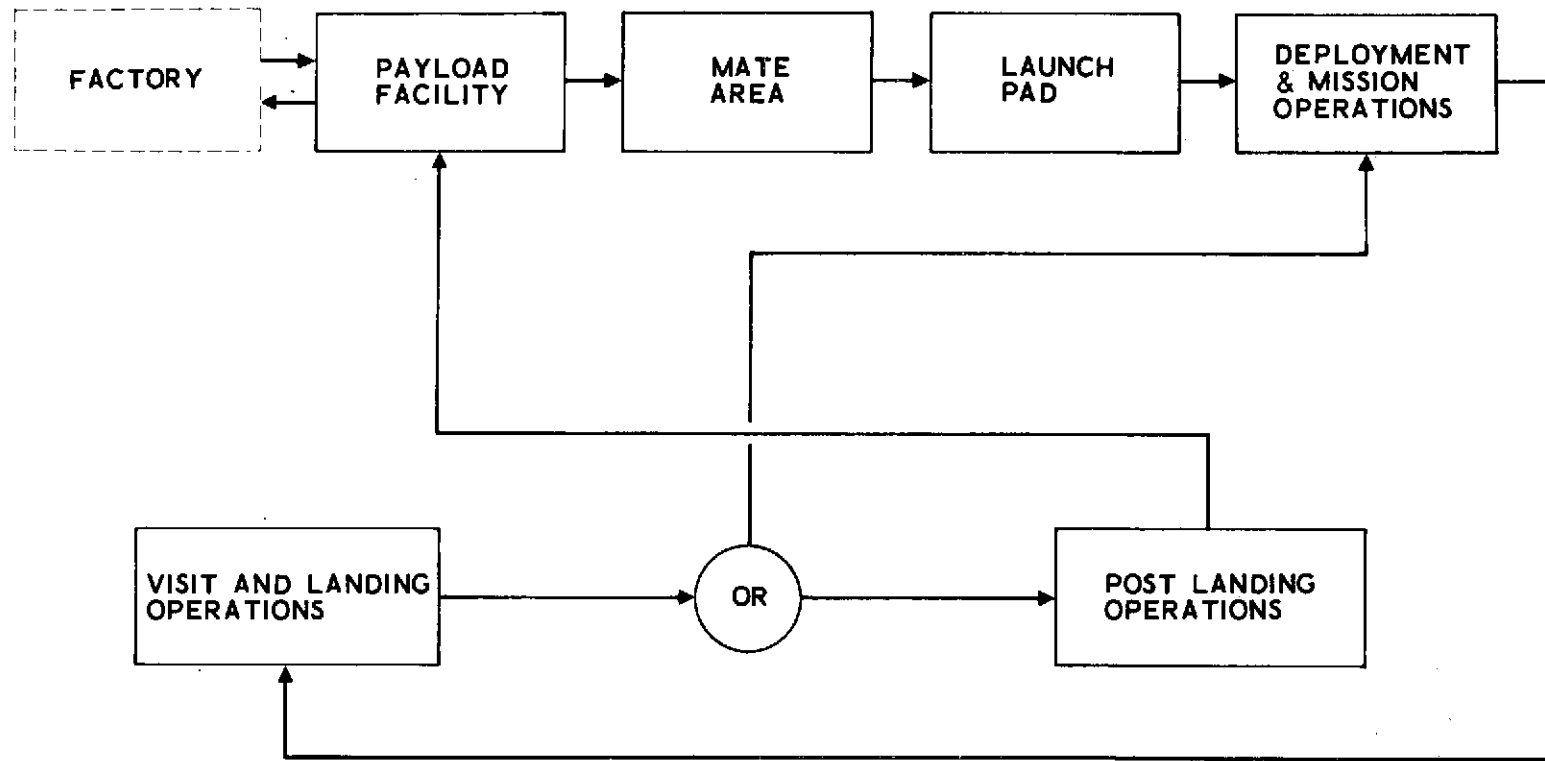 FACTORY
PAYLOAD
FACILITY
MATE
AREA
LAUNCH
PAD
DEPLOYMENT
& MISSION
OPERATIONS
VISIT AND LANDING
OPERATIONS
OR
POST LANDING
OPERATIONS